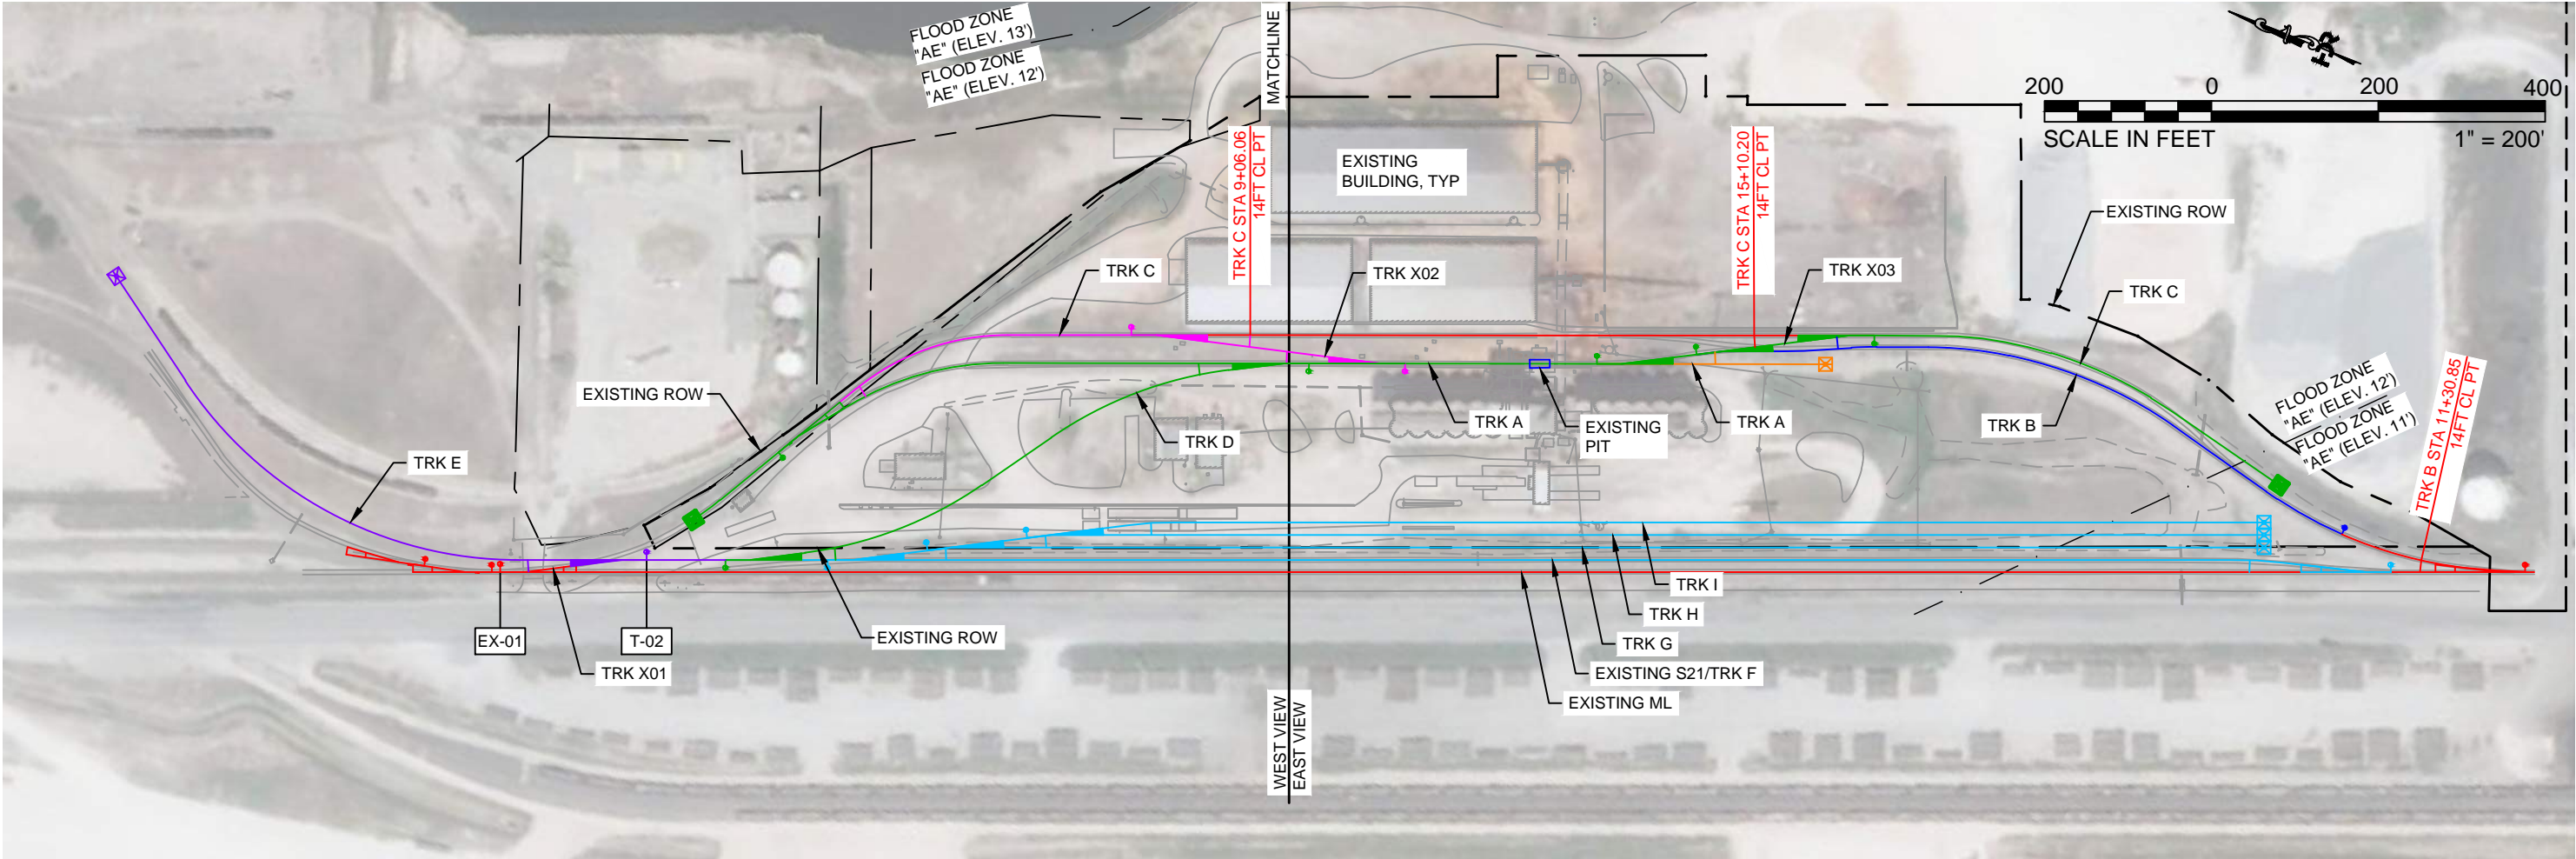 FLOOD ZONE
"AE" (ELEV. 13')
FLOOD ZONE
"AE" (ELEV. 12')
MATCHLINE
NORTH
200 0 200 400
SCALE IN FEET 1" = 200'
TRK C STA 9+06.06
14FT CL PT
EXISTING
BUILDING, TYP
TRK C STA 15+10.20
14FT CL PT
EXISTING ROW
TRK C
TRK X02
TRK X03
TRK C
EXISTING ROW
TRK E
TRK D
TRK A
EXISTING
PIT
TRK A
TRK B
FLOOD ZONE
"AE" (ELEV. 12')
FLOOD ZONE
"AE" (ELEV. 11')
TRK B STA 11+30.85
14FT CL PT
EX-01
T-02
TRK X01
EXISTING ROW
TRK I
TRK H
TRK G
EXISTING S21/TRK F
EXISTING ML
WEST VIEW
EAST VIEW